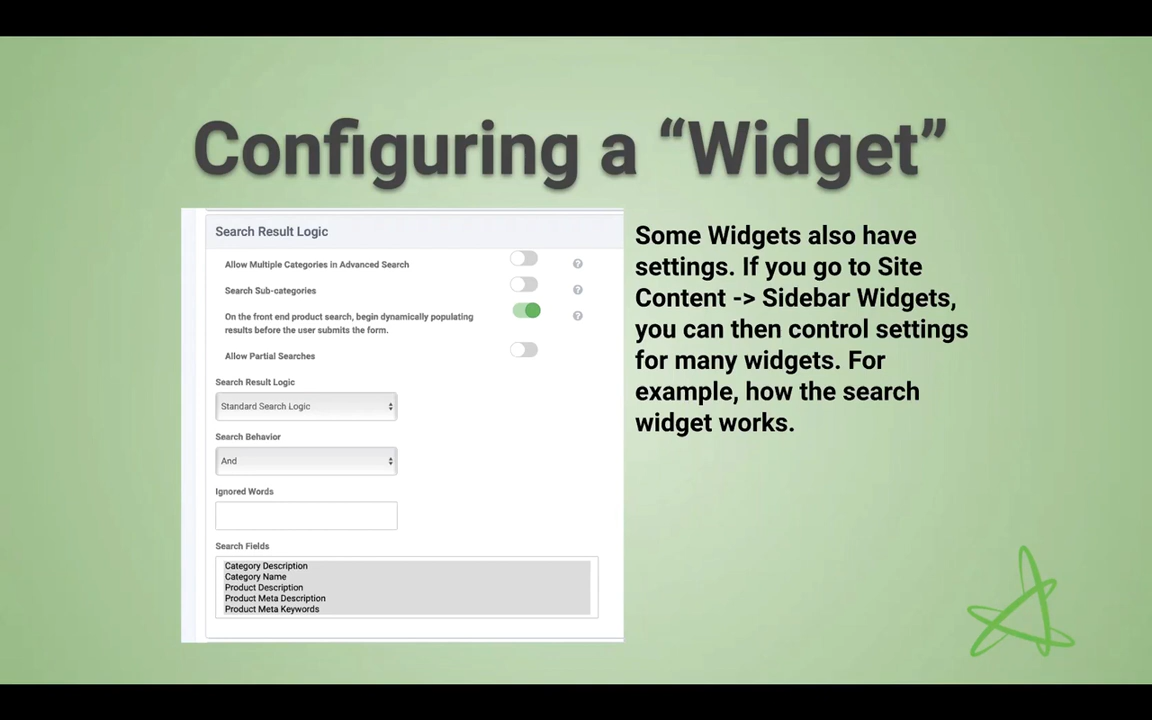 Configuring a “Widget”
Search Result Logic
Allow Multiple Categories in Advanced Search
Search Sub-categories
On the front end product search, begin dynamically populating
results before the user submits the form.
Allow Partial Searches
Search Result Logic
Standard Search Logic
Search Behavior
And
Ignored Words
Search Fields
Category Description
Category Name
Product Description
Product Meta Description
Product Meta Keywords
Some Widgets also have
settings. If you go to Site
Content -> Sidebar Widgets,
you can then control settings
for many widgets. For
example, how the search
widget works.